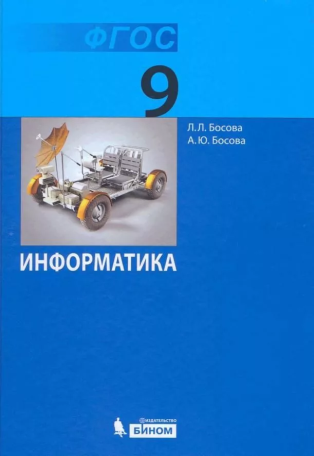 ФГОС
9
Л.Л. Босова
А.Ю. Босова
ИНФОРМАТИКА
ИЗДАТЕЛЬСТВО
БИНОМ